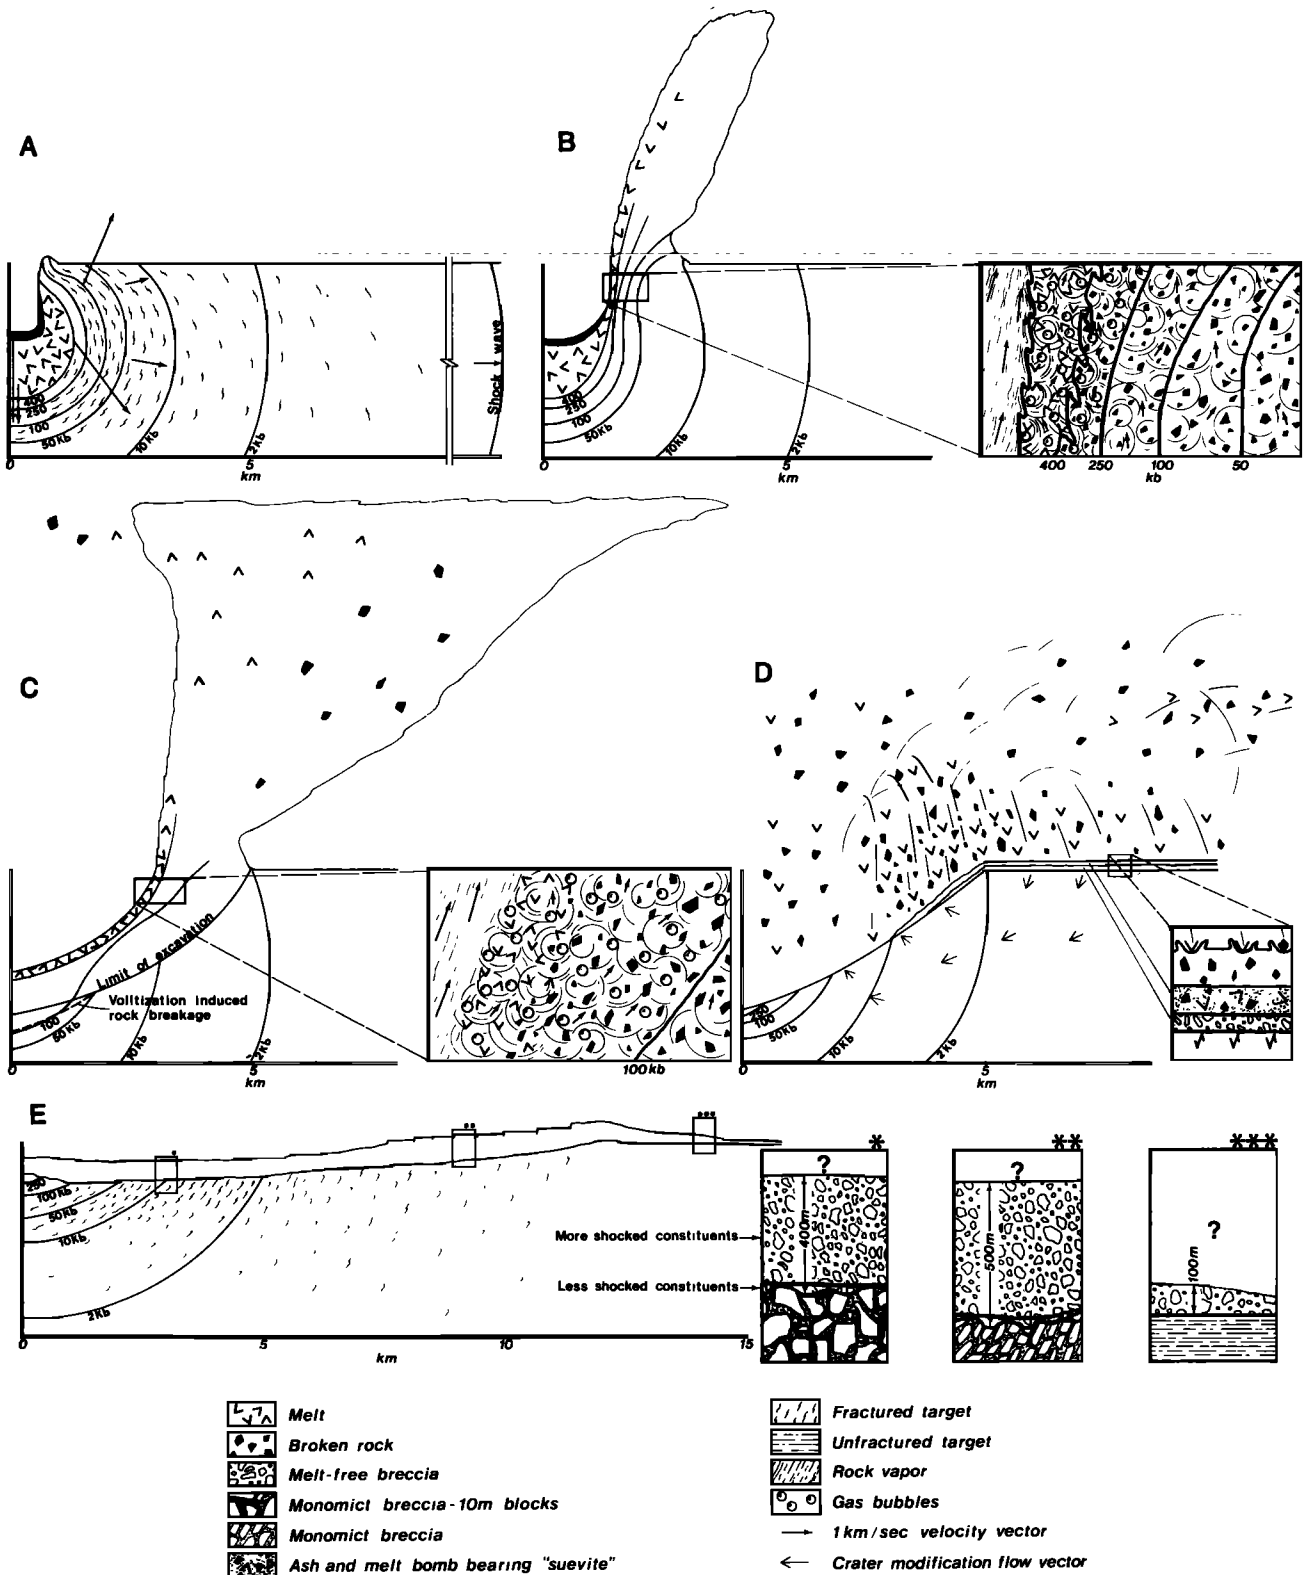 A
400
250
100
50 Kb
10Kb
2Kb
Shock wave
0
5
km
B
400
250
100
50Kb
10Kb
2Kb
0
5
km
400
250
100
50
kb
C
Limit of excavation
Voltization induced
rock breakage
100
50Kb
10Kb
2Kb
0
5
km
100kb
D
100
50Kb
10Kb
2Kb
0
5
km
E
250
100Kb
50Kb
10Kb
2Kb
0
5
10
15
km
More shocked constituents
Less shocked constituents
*
?
400m
**
?
500m
***
?
100m
Melt
Broken rock
Melt-free breccia
Monomict breccia-10m blocks
Monomict breccia
Ash and melt bomb bearing "suevite"
Fractured target
Unfractured target
Rock vapor
Gas bubbles
1km/sec velocity vector
Crater modification flow vector